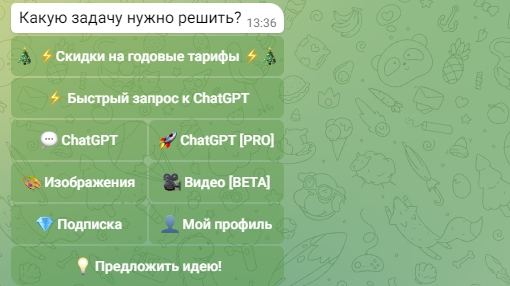 Какую задачу нужно решить? 13:36
🎄 ⚡Скидки на годовые тарифы ⚡🎄
⚡ Быстрый запрос к ChatGPT
💬 ChatGPT
🚀 ChatGPT [PRO]
🎨 Изображения
🎥 Видео [BETA]
💎 Подписка
👤 Мой профиль
💡 Предложить идею!